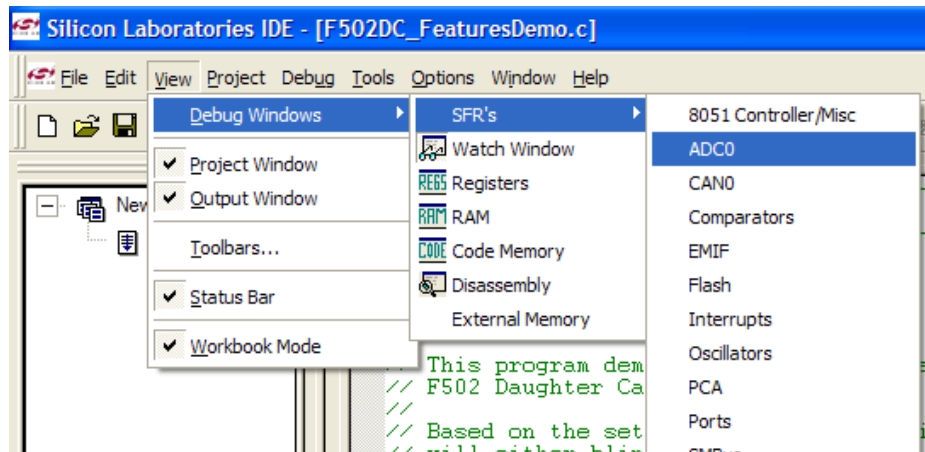 Silicon Laboratories IDE - [F502DC_FeaturesDemo.c]
File Edit View Project Debug Tools Options Window Help
Debug Windows
Project Window
Output Window
Toolbars...
Status Bar
Workbook Mode
SFR's
Watch Window
REGS Registers
RAM RAM
CODE Code Memory
Disassembly
External Memory
8051 Controller/Misc
ADC0
CAN0
Comparators
EMIF
Flash
Interrupts
Oscillators
PCA
Ports
New
// This program dem
// F502 Daughter Ca
//
// Based on the set